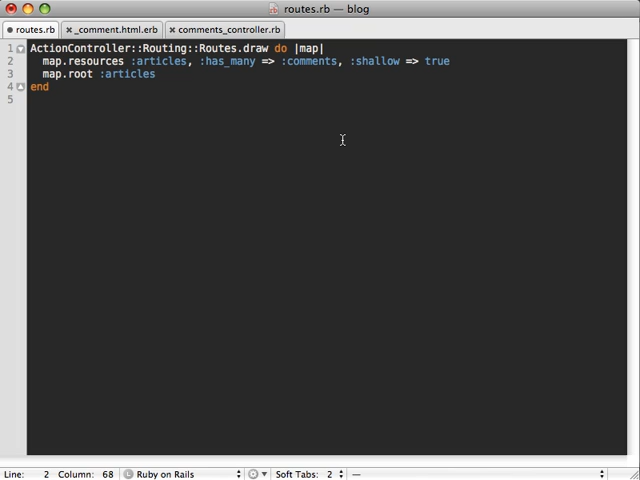 routes.rb — blog
routes.rb _comment.html.erb comments_controller.rb
1 ActionController::Routing::Routes.draw do |map|
2 map.resources :articles, :has_many => :comments, :shallow => true
3 map.root :articles
4 end
5
Line: 2 Column: 68 Ruby on Rails Soft Tabs: 2 —